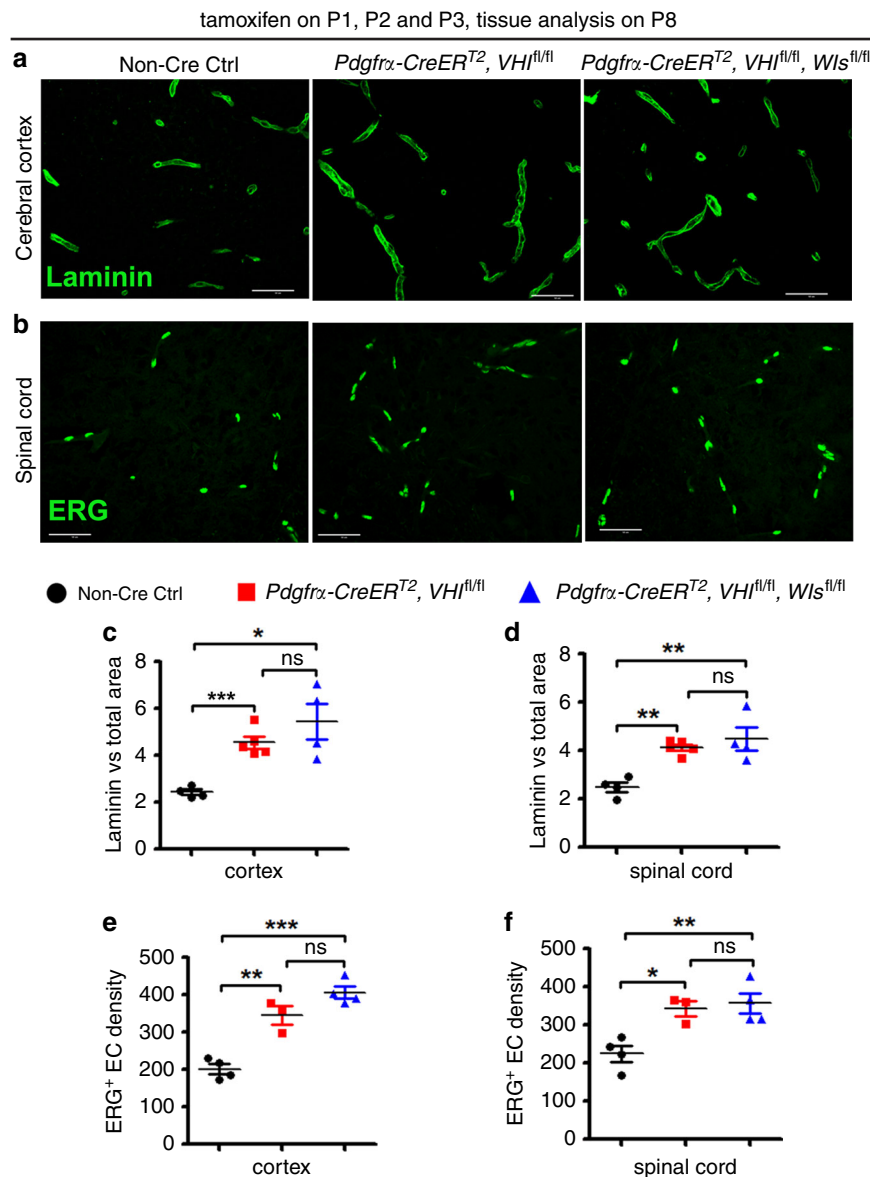 tamoxifen on P1, P2 and P3, tissue analysis on P8
a
Non-Cre Ctrl
Pdgfrα-CreER^T2, VHl^fl/fl
Pdgfrα-CreER^T2, VHl^fl/fl, Wls^fl/fl
Cerebral cortex
Laminin
b
Spinal cord
ERG
Non-Cre Ctrl
Pdgfrα-CreER^T2, VHl^fl/fl
Pdgfrα-CreER^T2, VHl^fl/fl, Wls^fl/fl
c
*
ns
***
Laminin vs total area
8
6
4
2
0
cortex
d
**
ns
**
Laminin vs total area
8
6
4
2
0
spinal cord
e
***
ns
**
ERG+ EC density
500
400
300
200
100
0
cortex
f
**
ns
*
ERG+ EC density
500
400
300
200
100
0
spinal cord